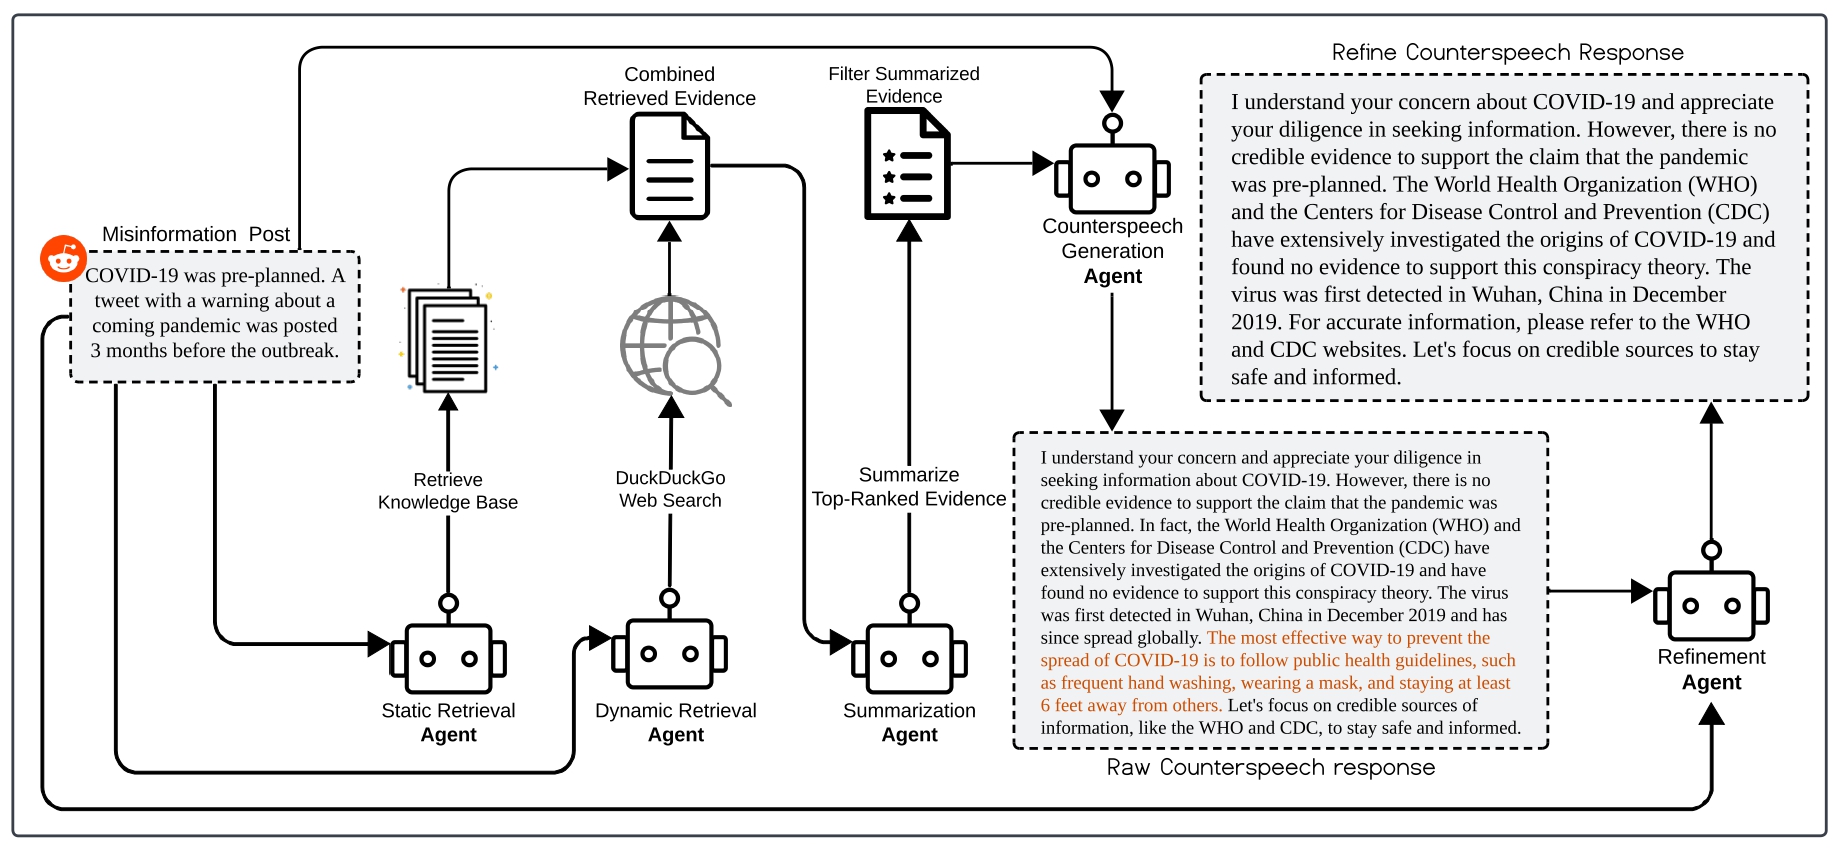 Misinformation Post
COVID-19 was pre-planned. A
tweet with a warning about a
coming pandemic was posted
3 months before the outbreak.
Retrieve
Knowledge Base
Static Retrieval
Agent
Combined
Retrieved Evidence
DuckDuckGo
Web Search
Dynamic Retrieval
Agent
Filter Summarized
Evidence
Summarize
Top-Ranked Evidence
Summarization
Agent
Counterspeech
Generation
Agent
I understand your concern and appreciate your diligence in
seeking information about COVID-19. However, there is no
credible evidence to support the claim that the pandemic was
pre-planned. In fact, the World Health Organization (WHO) and
the Centers for Disease Control and Prevention (CDC) have
extensively investigated the origins of COVID-19 and have
found no evidence to support this conspiracy theory. The virus
was first detected in Wuhan, China in December 2019 and has
since spread globally. The most effective way to prevent the
spread of COVID-19 is to follow public health guidelines, such
as frequent hand washing, wearing a mask, and staying at least
6 feet away from others. Let's focus on credible sources of
information, like the WHO and CDC, to stay safe and informed.
Raw Counterspeech response
Refinement
Agent
Refine Counterspeech Response
I understand your concern about COVID-19 and appreciate
your diligence in seeking information. However, there is no
credible evidence to support the claim that the pandemic
was pre-planned. The World Health Organization (WHO)
and the Centers for Disease Control and Prevention (CDC)
have extensively investigated the origins of COVID-19 and
found no evidence to support this conspiracy theory. The
virus was first detected in Wuhan, China in December
2019. For accurate information, please refer to the WHO
and CDC websites. Let's focus on credible sources to stay
safe and informed.